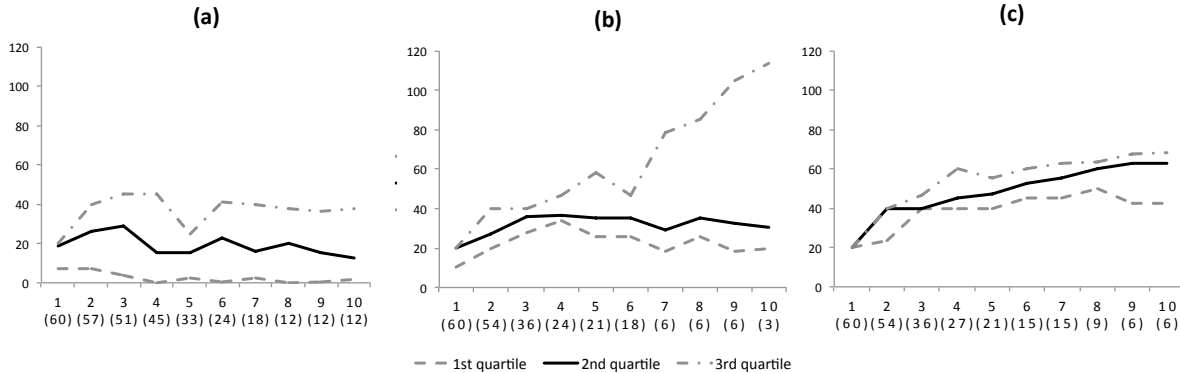 (a)
120
100
80
60
40
20
0
1 2 3 4 5 6 7 8 9 10
(60) (57) (51) (45) (33) (24) (18) (12) (12) (12)
(b)
120
100
80
60
40
20
0
1 2 3 4 5 6 7 8 9 10
(60) (54) (36) (24) (21) (18) (6) (6) (6) (3)
(c)
120
100
80
60
40
20
0
1 2 3 4 5 6 7 8 9 10
(60) (54) (36) (27) (21) (15) (15) (9) (6) (6)
1st quartile 2nd quartile 3rd quartile